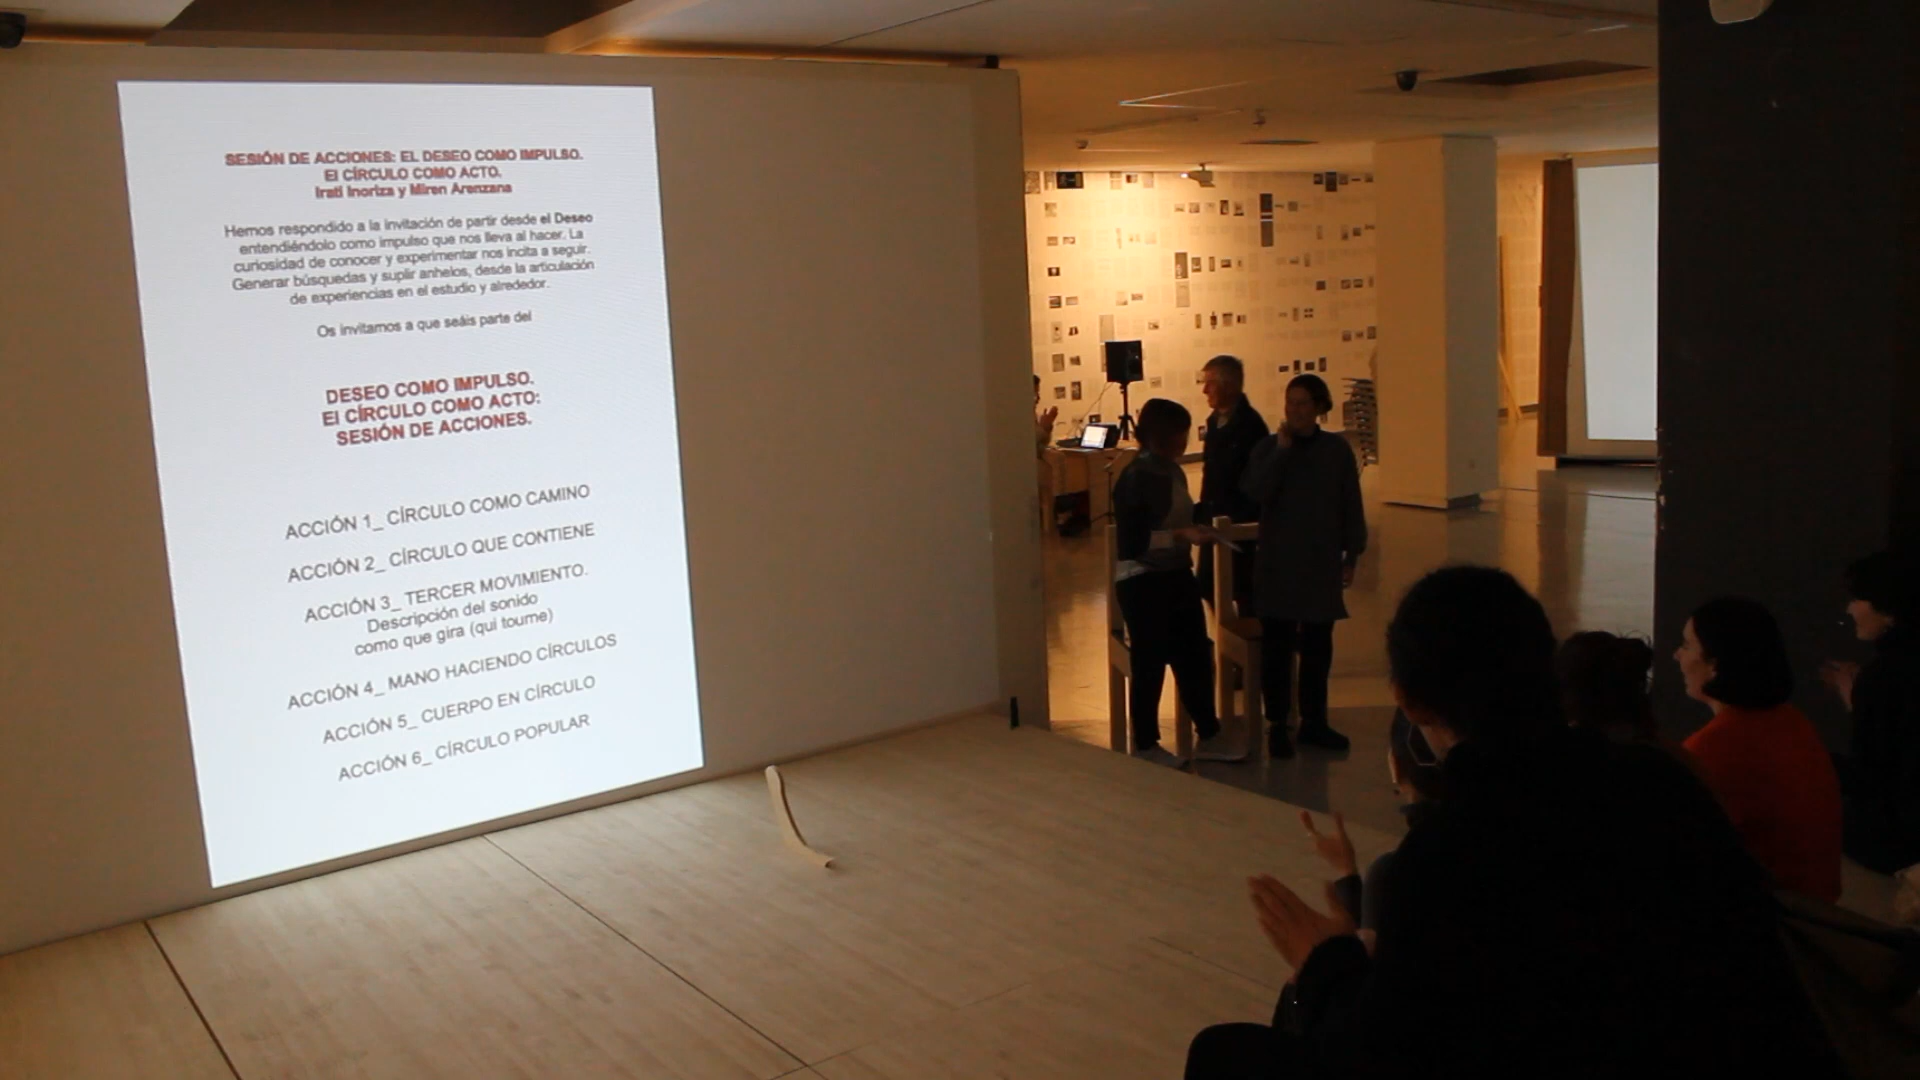 SESIÓN DE ACCIONES: EL DESEO COMO IMPULSO.
El CÍRCULO COMO ACTO.
Irati Inoriza y Miren Arenzana
Hemos respondido a la invitación de partir desde el Deseo
entendiéndolo como impulso que nos lleva al hacer. La
curiosidad de conocer y experimentar nos incita a seguir.
Generar búsquedas y suplir anhelos, desde la articulación
de experiencias en el estudio y alrededor.
Os invitamos a que seáis parte del
DESEO COMO IMPULSO.
El CÍRCULO COMO ACTO:
SESIÓN DE ACCIONES.
ACCIÓN 1_ CÍRCULO COMO CAMINO
ACCIÓN 2_ CÍRCULO QUE CONTIENE
ACCIÓN 3_ TERCER MOVIMIENTO.
Descripción del sonido
como que gira (qui tourne)
ACCIÓN 4_ MANO HACIENDO CÍRCULOS
ACCIÓN 5_ CUERPO EN CÍRCULO
ACCIÓN 6_ CÍRCULO POPULAR